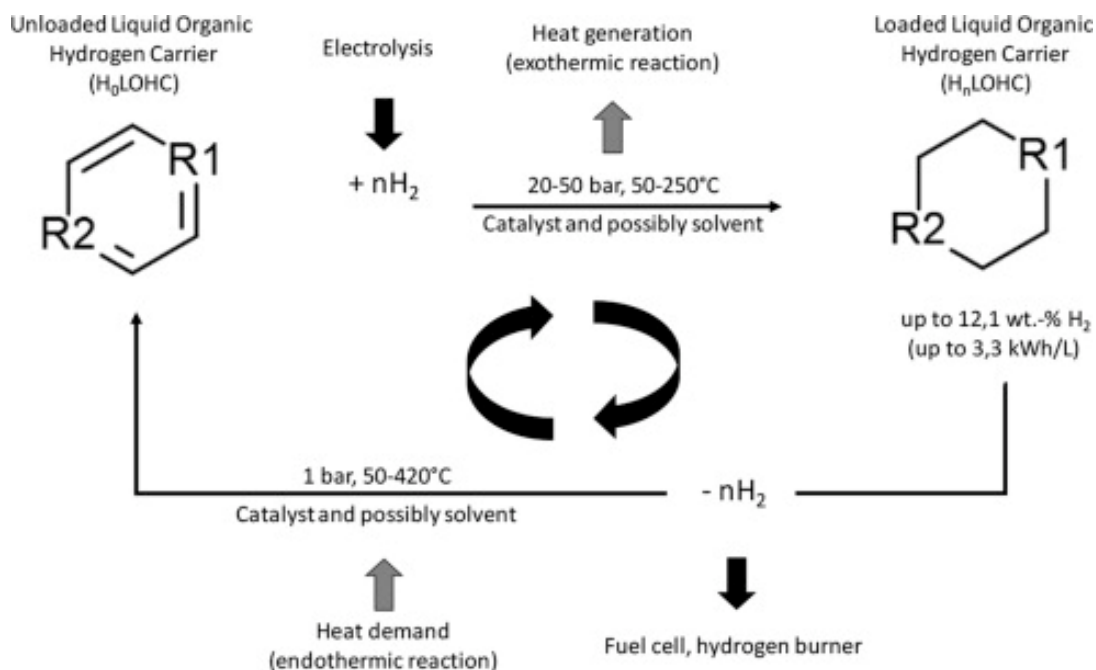 Unloaded Liquid Organic
Hydrogen Carrier
(H₀LOHC)
Electrolysis
Heat generation
(exothermic reaction)
Loaded Liquid Organic
Hydrogen Carrier
(HₙLOHC)
R1
R2
+ nH₂
20-50 bar, 50-250°C
Catalyst and possibly solvent
R1
R2
up to 12,1 wt.-% H₂
(up to 3,3 kWh/L)
1 bar, 50-420°C
Catalyst and possibly solvent
- nH₂
Heat demand
(endothermic reaction)
Fuel cell, hydrogen burner